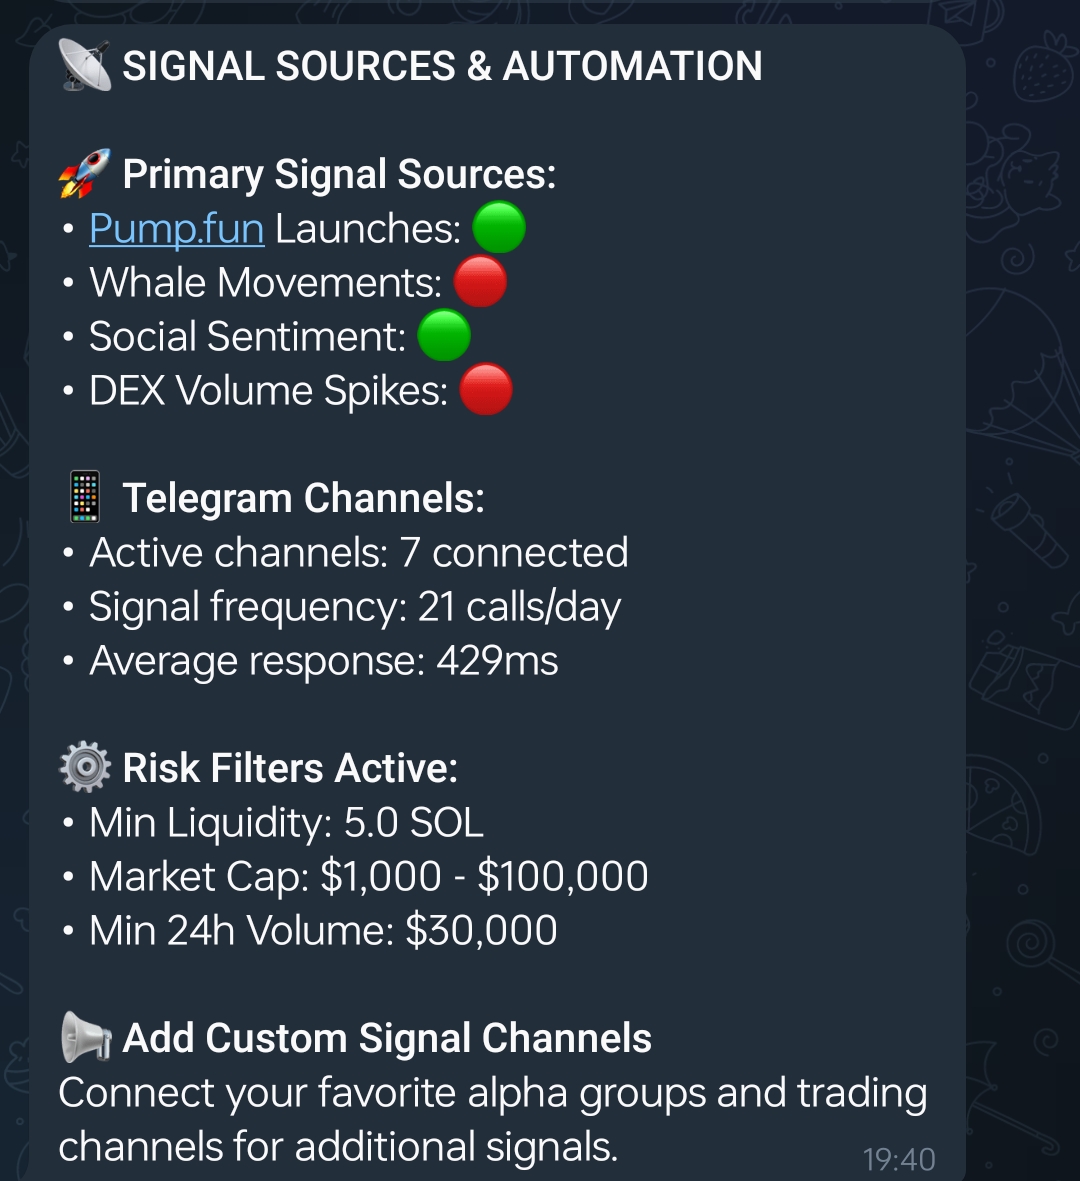 📡 SIGNAL SOURCES & AUTOMATION
🚀 Primary Signal Sources:
• Pump.fun Launches: 🟢
• Whale Movements: 🔴
• Social Sentiment: 🟢
• DEX Volume Spikes: 🔴
📱 Telegram Channels:
• Active channels: 7 connected
• Signal frequency: 21 calls/day
• Average response: 429ms
⚙️ Risk Filters Active:
• Min Liquidity: 5.0 SOL
• Market Cap: $1,000 - $100,000
• Min 24h Volume: $30,000
📢 Add Custom Signal Channels
Connect your favorite alpha groups and trading
channels for additional signals.
19:40